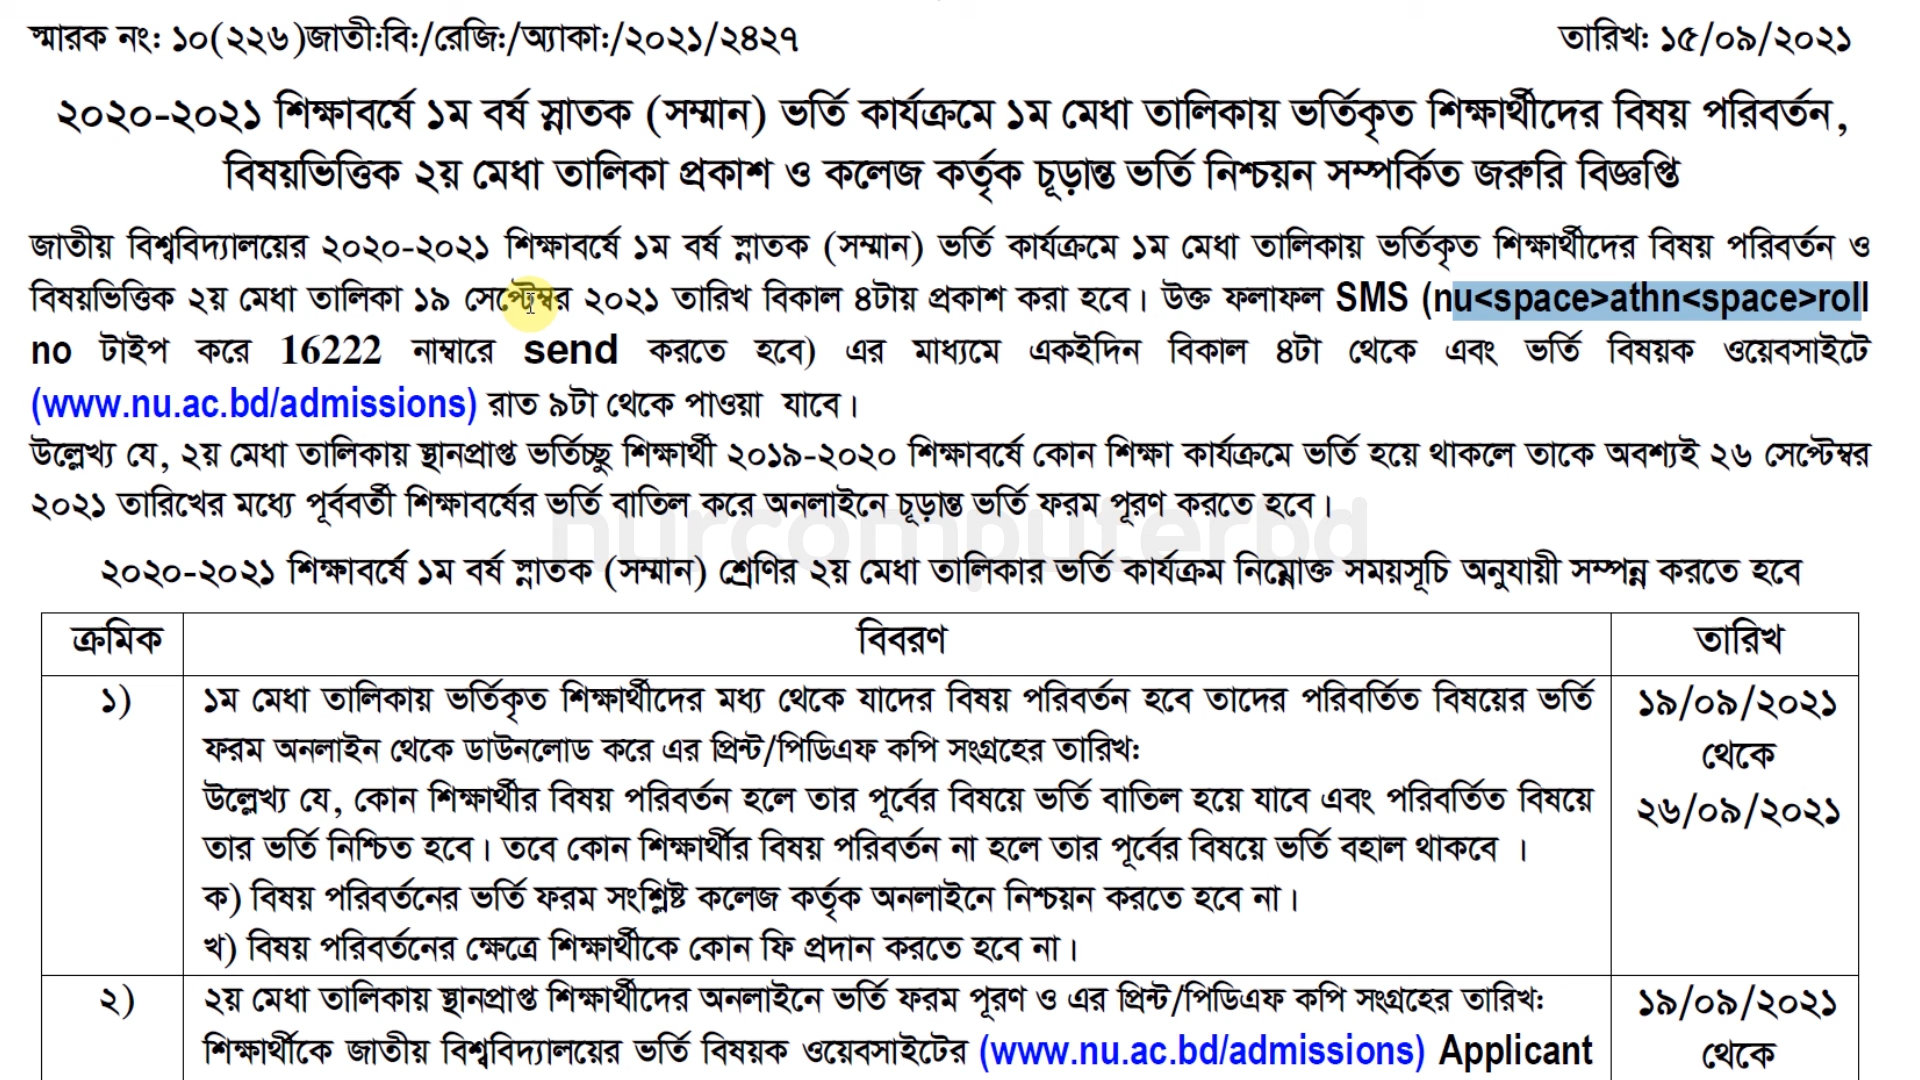 স্মারক নং: ১০(২২৬)জাতী:বি:/রেজি:/অ্যাকা:/২০২১/২৪২৭ তারিখ: ১৫/০৯/২০২১
২০২০-২০২১ শিক্ষাবর্ষে ১ম বর্ষ স্নাতক (সম্মান) ভর্তি কার্যক্রমে ১ম মেধা তালিকায় ভর্তিকৃত শিক্ষার্থীদের বিষয় পরিবর্তন,
বিষয়ভিত্তিক ২য় মেধা তালিকা প্রকাশ ও কলেজ কর্তৃক চূড়ান্ত ভর্তি নিশ্চয়ন সম্পর্কিত জরুরি বিজ্ঞপ্তি
জাতীয় বিশ্ববিদ্যালয়ের ২০২০-২০২১ শিক্ষাবর্ষে ১ম বর্ষ স্নাতক (সম্মান) ভর্তি কার্যক্রমে ১ম মেধা তালিকায় ভর্তিকৃত শিক্ষার্থীদের বিষয় পরিবর্তন ও
বিষয়ভিত্তিক ২য় মেধা তালিকা ১৯ সেপ্টেম্বর ২০২১ তারিখ বিকাল ৪টায় প্রকাশ করা হবে। উক্ত ফলাফল SMS (nu<space>athn<space>roll
no টাইপ করে 16222 নাম্বারে send করতে হবে) এর মাধ্যমে একইদিন বিকাল ৪টা থেকে এবং ভর্তি বিষয়ক ওয়েবসাইটে
(www.nu.ac.bd/admissions) রাত ৯টা থেকে পাওয়া যাবে।
উল্লেখ্য যে, ২য় মেধা তালিকায় স্থানপ্রাপ্ত ভর্তিচ্ছু শিক্ষার্থী ২০১৯-২০২০ শিক্ষাবর্ষে কোন শিক্ষা কার্যক্রমে ভর্তি হয়ে থাকলে তাকে অবশ্যই ২৬ সেপ্টেম্বর
২০২১ তারিখের মধ্যে পূর্ববর্তী শিক্ষাবর্ষের ভর্তি বাতিল করে অনলাইনে চূড়ান্ত ভর্তি ফরম পূরণ করতে হবে।
nurcomputerbd
২০২০-২০২১ শিক্ষাবর্ষে ১ম বর্ষ স্নাতক (সম্মান) শ্রেণির ২য় মেধা তালিকার ভর্তি কার্যক্রম নিম্নোক্ত সময়সূচি অনুযায়ী সম্পন্ন করতে হবে
ক্রমিক বিবরণ তারিখ
১) ১ম মেধা তালিকায় ভর্তিকৃত শিক্ষার্থীদের মধ্য থেকে যাদের বিষয় পরিবর্তন হবে তাদের পরিবর্তিত বিষয়ের ভর্তি ১৯/০৯/২০২১
ফরম অনলাইন থেকে ডাউনলোড করে এর প্রিন্ট/পিডিএফ কপি সংগ্রহের তারিখ: থেকে
উল্লেখ্য যে, কোন শিক্ষার্থীর বিষয় পরিবর্তন হলে তার পূর্বের বিষয়ে ভর্তি বাতিল হয়ে যাবে এবং পরিবর্তিত বিষয়ে ২৬/০৯/২০২১
তার ভর্তি নিশ্চিত হবে। তবে কোন শিক্ষার্থীর বিষয় পরিবর্তন না হলে তার পূর্বের বিষয়ে ভর্তি বহাল থাকবে ।
ক) বিষয় পরিবর্তনের ভর্তি ফরম সংশ্লিষ্ট কলেজ কর্তৃক অনলাইনে নিশ্চয়ন করতে হবে না।
খ) বিষয় পরিবর্তনের ক্ষেত্রে শিক্ষার্থীকে কোন ফি প্রদান করতে হবে না।
২) ২য় মেধা তালিকায় স্থানপ্রাপ্ত শিক্ষার্থীদের অনলাইনে ভর্তি ফরম পূরণ ও এর প্রিন্ট/পিডিএফ কপি সংগ্রহের তারিখ: ১৯/০৯/২০২১
শিক্ষার্থীকে জাতীয় বিশ্ববিদ্যালয়ের ভর্তি বিষয়ক ওয়েবসাইটের (www.nu.ac.bd/admissions) Applicant থেকে